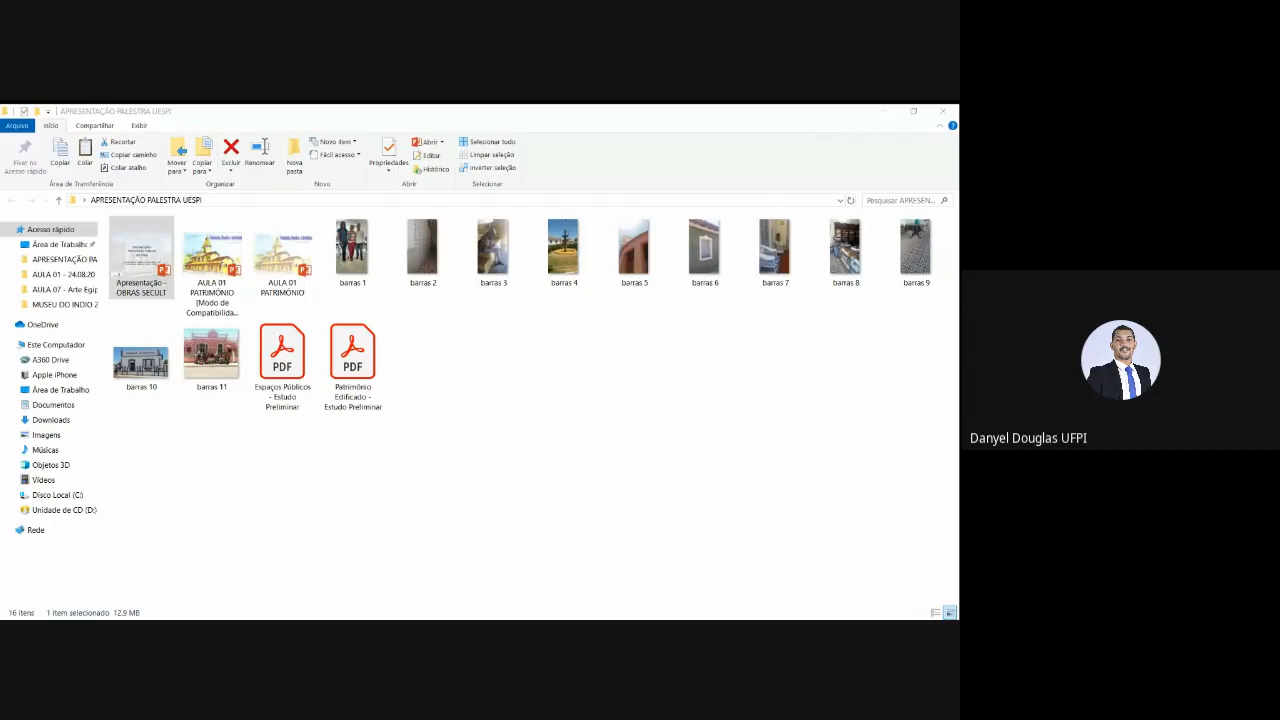 APRESENTAÇÃO PALESTRA UESPI
Arquivo
Início
Compartilhar
Exibir
Fixar no
Acesso rápido
Copiar
Colar
Recortar
Copiar caminho
Colar atalho
Área de Transferência
Mover
para
Copiar
para
Excluir
Renomear
Organizar
Nova
pasta
Novo item
Fácil acesso
Novo
Propriedades
Abrir
Editar
Histórico
Abrir
Selecionar tudo
Limpar seleção
Inverter seleção
Selecionar
APRESENTAÇÃO PALESTRA UESPI
Pesquisar APRESEN...
Acesso rápido
Área de Trabalho
APRESENTAÇÃO PA
AULA 01 - 24.08.20
AULA 07 - Arte Egip
MUSEU DO INDIO 2
OneDrive
Este Computador
A360 Drive
Apple iPhone
Área de Trabalho
Documentos
Downloads
Imagens
Músicas
Objetos 3D
Vídeos
Disco Local (C:)
Unidade de CD (D:)
Rede
Apresentação -
OBRAS SECULT
AULA 01
PATRIMÔNIO
[Modo de
Compatibilida...
AULA 01
PATRIMÔNIO
barras 1
barras 2
barras 3
barras 4
barras 5
barras 6
barras 7
barras 8
barras 9
barras 10
barras 11
PDF
Espaços Públicos
- Estudo
Preliminar
PDF
Patrimônio
Edificado -
Estudo Preliminar
16 itens
1 item selecionado 12,9 MB
Danyel Douglas UFPI